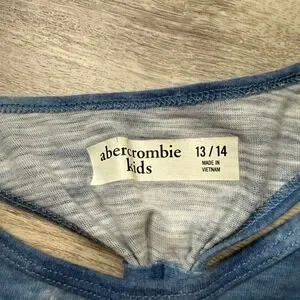 abercrombie
kids
13 / 14
MADE IN
VIETNAM